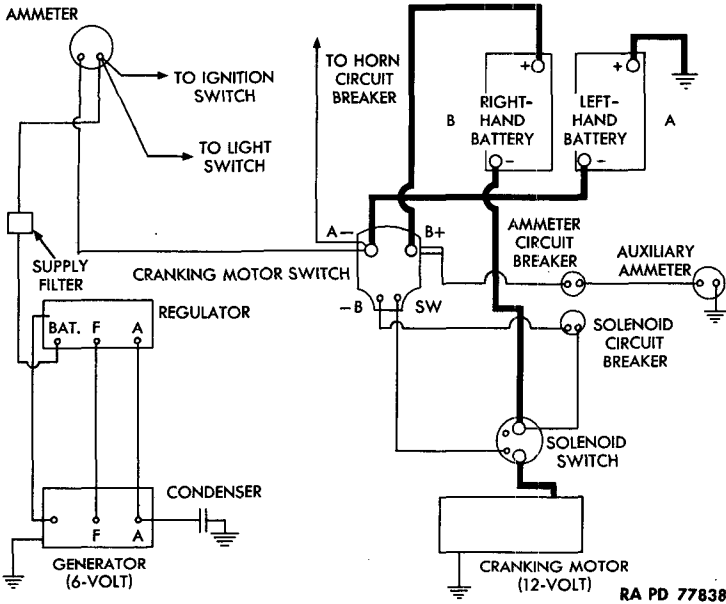 AMMETER
TO IGNITION
SWITCH
TO LIGHT
SWITCH
TO HORN
CIRCUIT
BREAKER
+
+
B
RIGHT-
HAND
BATTERY
LEFT-
HAND
BATTERY
A
-
-
A-
B+
AMMETER
CIRCUIT
BREAKER
AUXILIARY
AMMETER
SUPPLY
FILTER
CRANKING MOTOR SWITCH
-B
SW
REGULATOR
BAT.
F
A
SOLENOID
CIRCUIT
BREAKER
SOLENOID
SWITCH
CONDENSER
F
A
GENERATOR
(6-VOLT)
CRANKING MOTOR
(12-VOLT)
RA PD 77838